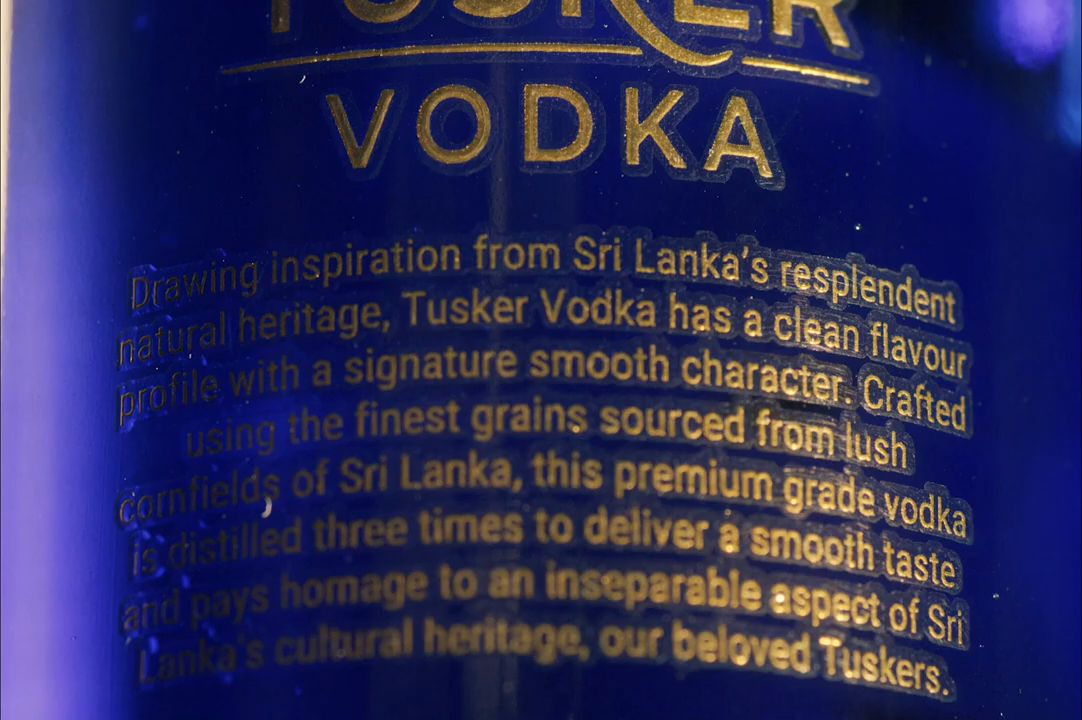 TUSKER
VODKA
Drawing inspiration from Sri Lanka's resplendent
natural heritage, Tusker Vodka has a clean flavour
profile with a signature smooth character. Crafted
using the finest grains sourced from lush
cornfields of Sri Lanka, this premium grade vodka
is distilled three times to deliver a smooth taste
and pays homage to an inseparable aspect of Sri
Lanka's cultural heritage, our beloved Tuskers.